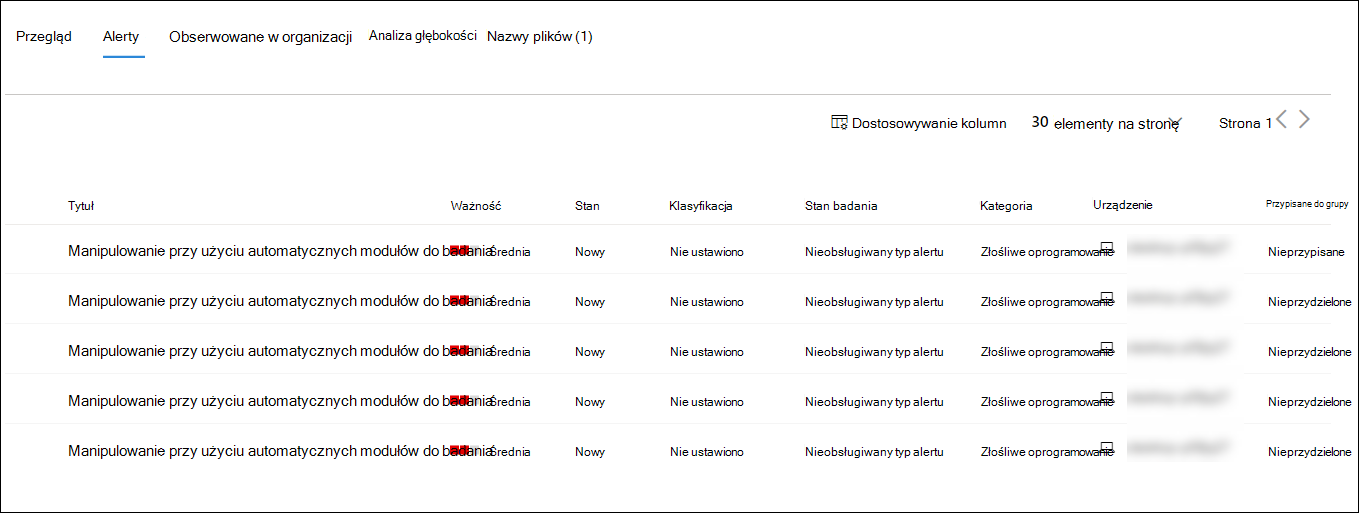 Przegląd Alerty Obserwowane w organizacji Analiza głębokości Nazwy plików (1)
Dostosowywanie kolumn 30 elementy na stronę Strona 1
Tytuł Ważność Stan Klasyfikacja Stan badania Kategoria Urządzenie Przypisane do grupy
Manipulowanie przy użyciu automatycznych modułów do badania Średnia Nowy Nie ustawiono Nieobsługiwany typ alertu Złośliwe oprogramowanie Nieprzypisane
Manipulowanie przy użyciu automatycznych modułów do badania Średnia Nowy Nie ustawiono Nieobsługiwany typ alertu Złośliwe oprogramowanie Nieprzydzielone
Manipulowanie przy użyciu automatycznych modułów do badania Średnia Nowy Nie ustawiono Nieobsługiwany typ alertu Złośliwe oprogramowanie Nieprzydzielone
Manipulowanie przy użyciu automatycznych modułów do badania Średnia Nowy Nie ustawiono Nieobsługiwany typ alertu Złośliwe oprogramowanie Nieprzydzielone
Manipulowanie przy użyciu automatycznych modułów do badania Średnia Nowy Nie ustawiono Nieobsługiwany typ alertu Złośliwe oprogramowanie Nieprzydzielone